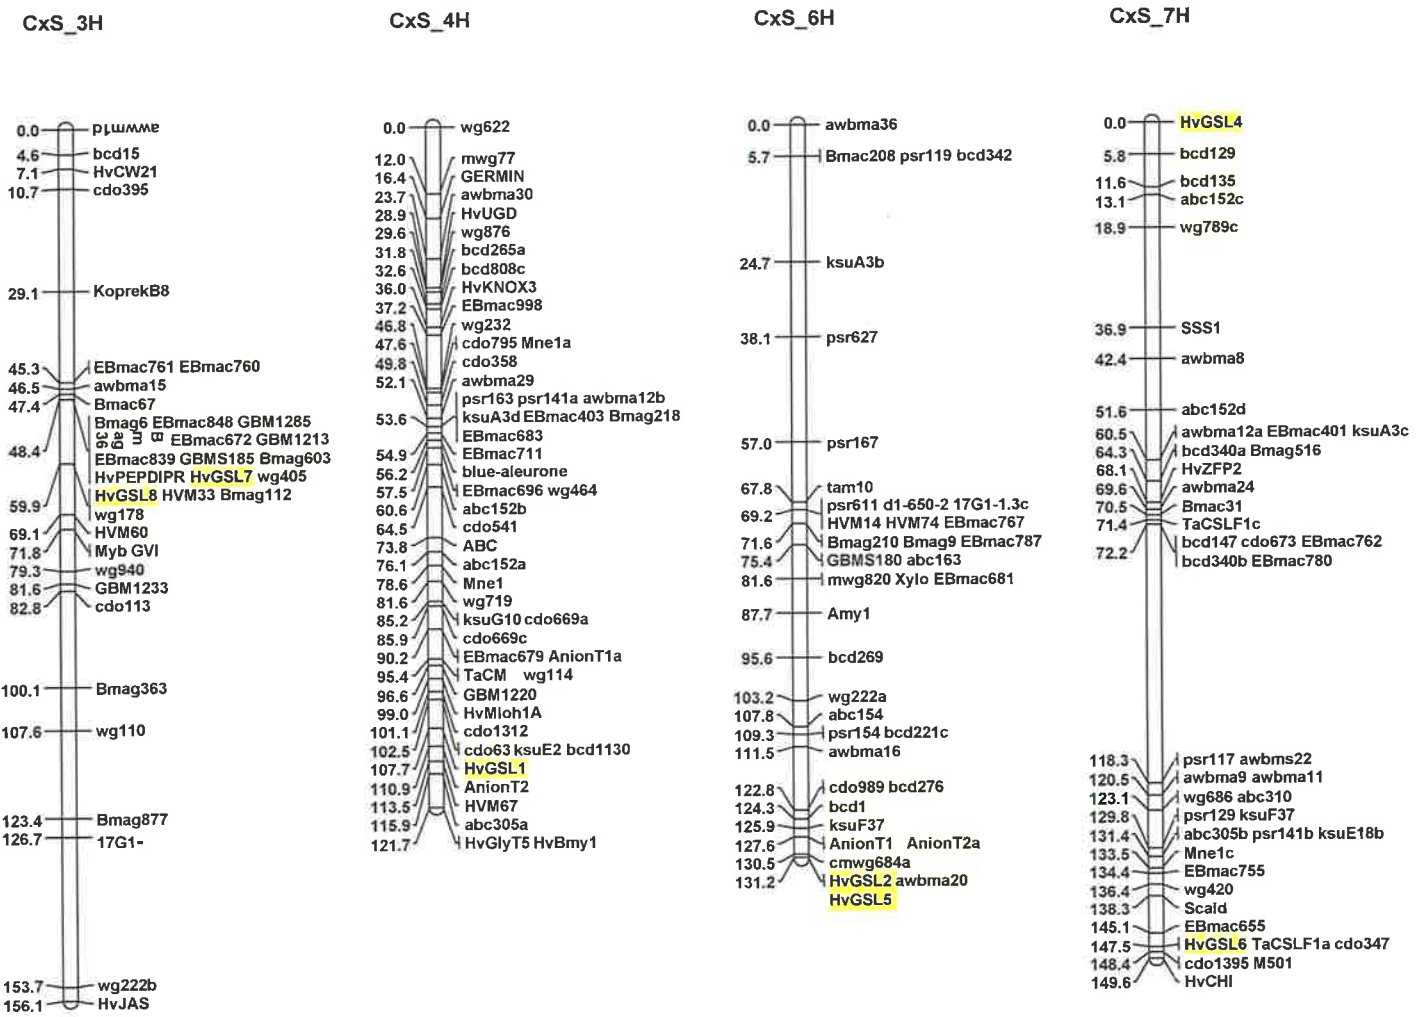 CxS_3H
0.0 awwm1d
4.6 bcd15
7.1 HvCW21
10.7 cdo395
29.1 KoprekB8
45.3 EBmac761 EBmac760
46.5 awbma15
47.4 Bmac67
48.4 Bmag6 EBmac848 GBM1285
Bmag36 EBmac672 GBM1213
EBmac839 GBMS185 Bmag603
HvPEPDIPR HvGSL7 wg405
HvGSL8 HVM33 Bmag112
59.9 wg178
69.1 HVM60
71.8 Myb GVI
79.3 wg940
81.6 GBM1233
82.8 cdo113
100.1 Bmag363
107.6 wg110
123.4 Bmag877
126.7 17G1-
153.7 wg222b
156.1 HvJAS
CxS_4H
0.0 wg622
12.0 mwg77
16.4 GERMIN
23.7 awbma30
28.9 HvUGD
29.6 wg876
31.8 bcd265a
32.6 bcd808c
36.0 HvKNOX3
37.2 EBmac998
46.8 wg232
47.6 cdo795 Mne1a
49.8 cdo358
52.1 awbma29
psr163 psr141a awbma12b
53.6 ksuA3d EBmac403 Bmag218
EBmac683
54.9 EBmac711
56.2 blue-aleurone
57.5 EBmac696 wg464
60.6 abc152b
64.5 cdo541
73.8 ABC
76.1 abc152a
78.6 Mne1
81.6 wg719
85.2 ksuG10 cdo669a
85.9 cdo669c
90.2 EBmac679 AnionT1a
95.4 TaCM wg114
96.6 GBM1220
99.0 HvMloh1A
101.1 cdo1312
102.5 cdo63 ksuE2 bcd1130
107.7 HvGSL1
110.9 AnionT2
113.5 HVM67
115.9 abc305a
121.7 HvGlyT5 HvBmy1
CxS_6H
0.0 awbma36
5.7 Bmac208 psr119 bcd342
24.7 ksuA3b
38.1 psr627
57.0 psr167
67.8 tam10
69.2 psr611 d1-650-2 17G1-1.3c
HVM14 HVM74 EBmac767
71.6 Bmag210 Bmag9 EBmac787
75.4 GBMS180 abc163
81.6 mwg820 Xylo EBmac681
87.7 Amy1
95.6 bcd269
103.2 wg222a
107.8 abc154
109.3 psr154 bcd221c
111.5 awbma16
122.8 cdo989 bcd276
124.3 bcd1
125.9 ksuF37
127.6 AnionT1 AnionT2a
130.5 cmwg684a
131.2 HvGSL2 awbma20
HvGSL5
CxS_7H
0.0 HvGSL4
5.8 bcd129
11.6 bcd135
13.1 abc152c
18.9 wg789c
36.9 SSS1
42.4 awbma8
51.6 abc152d
60.5 awbma12a EBmac401 ksuA3c
64.3 bcd340a Bmag516
68.1 HvZFP2
69.6 awbma24
70.5 Bmac31
71.4 TaCSLF1c
72.2 bcd147 cdo673 EBmac762
bcd340b EBmac780
118.3 psr117 awbms22
120.5 awbma9 awbma11
123.1 wg686 abc310
129.8 psr129 ksuF37
131.4 abc305b psr141b ksuE18b
133.5 Mne1c
134.4 EBmac755
136.4 wg420
138.3 Scald
145.1 EBmac655
147.5 HvGSL6 TaCSLF1a cdo347
148.4 cdo1395 M501
149.6 HvCHI